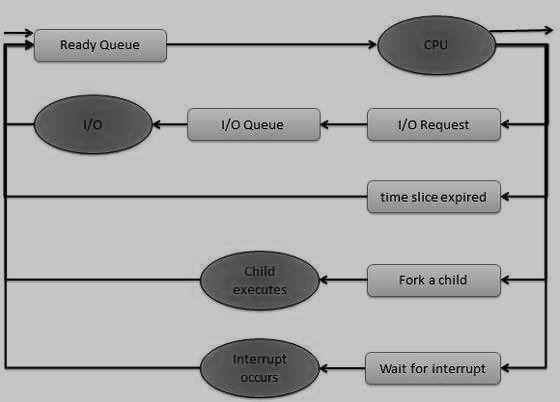 Ready Queue
CPU
I/O
I/O Queue
I/O Request
time slice expired
Child
executes
Fork a child
Interrupt
occurs
Wait for interrupt